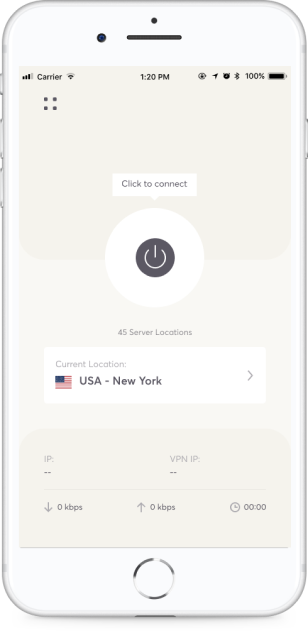 Carrier 1:20 PM 100%
Click to connect
45 Server Locations
Current Location:
USA - New York
IP: VPN IP:
-- --
0 kbps 0 kbps 00:00